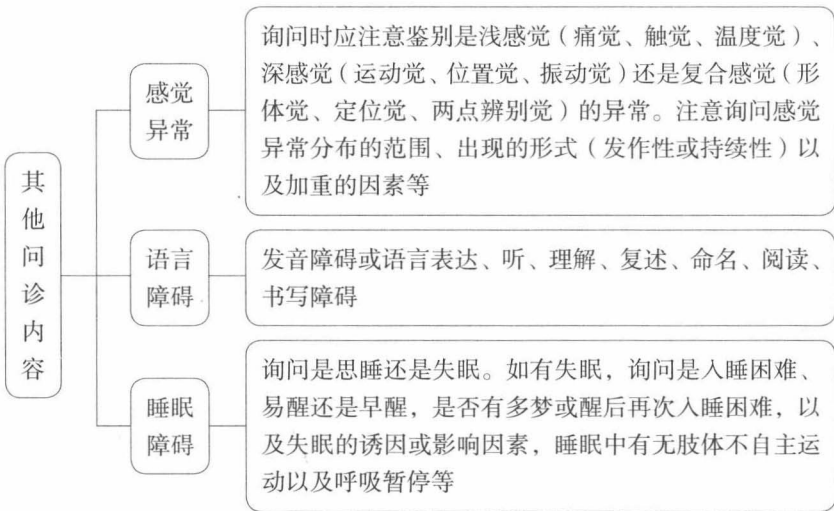 其他问诊内容
感觉
异常
询问时应注意鉴别是浅感觉（痛觉、触觉、温度觉）、
深感觉（运动觉、位置觉、振动觉）还是复合感觉（形
体觉、定位觉、两点辨别觉）的异常。注意询问感觉
异常分布的范围、出现的形式（发作性或持续性）以
及加重的因素等
语言
障碍
发音障碍或语言表达、听、理解、复述、命名、阅读、
书写障碍
睡眠
障碍
询问是思睡还是失眠。如有失眠，询问是入睡困难、
易醒还是早醒，是否有多梦或醒后再次入睡困难，以
及失眠的诱因或影响因素，睡眠中有无肢体不自主运
动以及呼吸暂停等